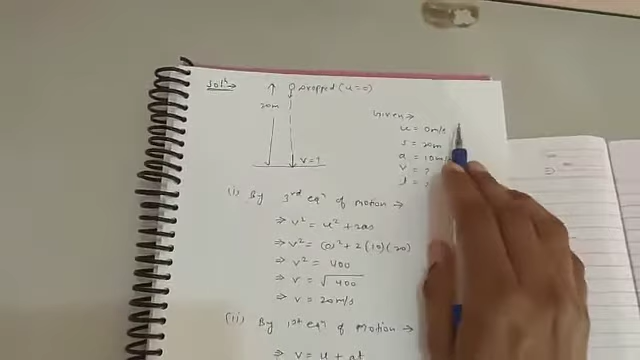 Soln→
Dropped (u=0)
20m
v=?
Given→
u = 0m/s
s = 20m
a = 10m/
v = ?
t = ?
(i) By 3rd eqn of motion →
⇒ v² = u² + 2as
⇒ v² = (0)² + 2(10)(20)
⇒ v² = 400
⇒ v = √400
⇒ v = 20m/s
(ii) By 1st eqn of motion →
⇒ v = u + at